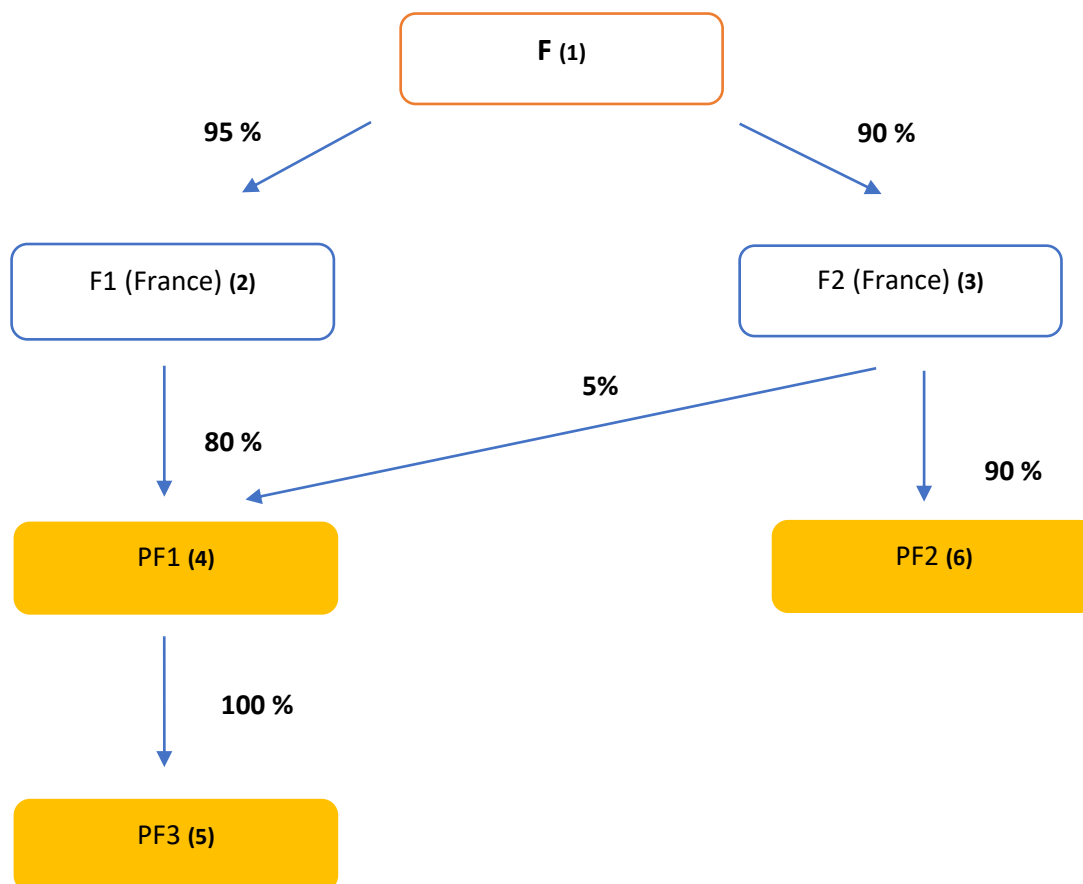 F (1)
95 %
90 %
F1 (France) (2)
F2 (France) (3)
5%
80 %
90 %
PF1 (4)
PF2 (6)
100 %
PF3 (5)